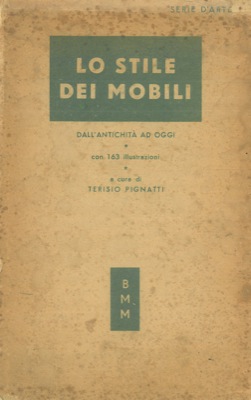 SERIE D'ARTE
LO STILE
DEI MOBILI
DALL'ANTICHITÀ AD OGGI
con 163 illustrazioni
a cura di
TERISIO PIGNATTI
B
M
M